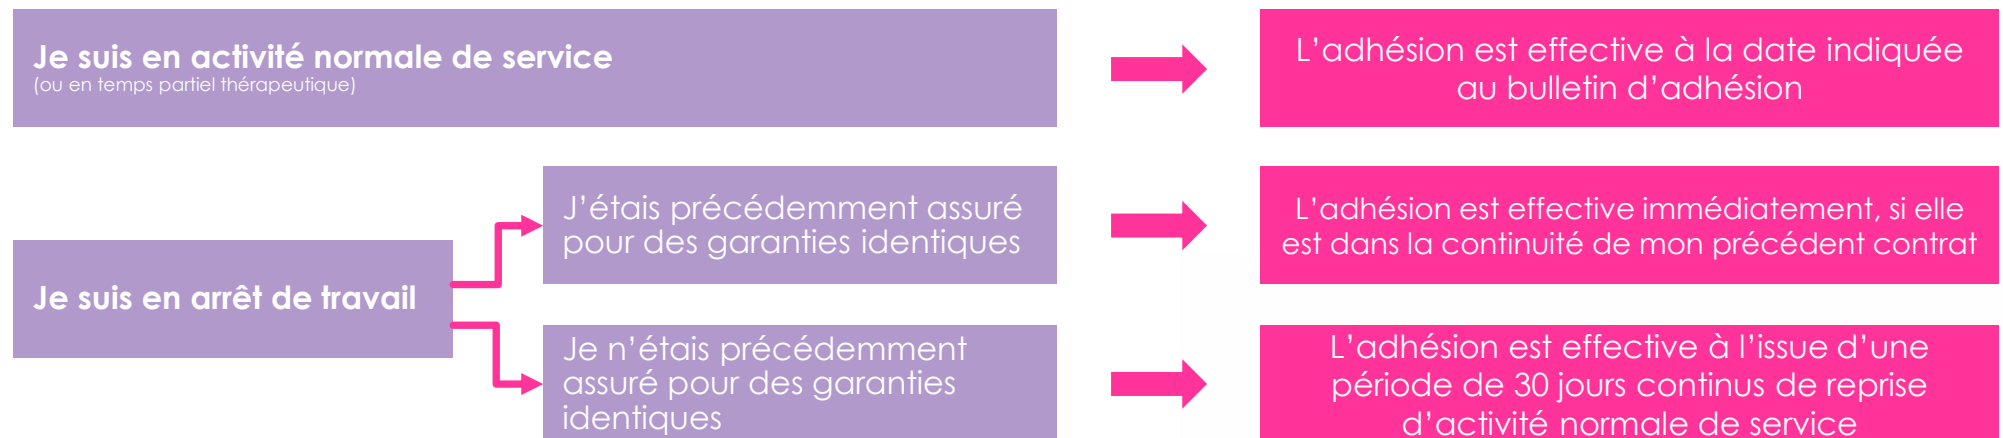 Je suis en activité normale de service
(ou en temps partiel thérapeutique)
L'adhésion est effective à la date indiquée
au bulletin d'adhésion
Je suis en arrêt de travail
J'étais précédemment assuré
pour des garanties identiques
L'adhésion est effective immédiatement, si elle
est dans la continuité de mon précédent contrat
Je n'étais précédemment
assuré pour des garanties
identiques
L'adhésion est effective à l'issue d'une
période de 30 jours continus de reprise
d'activité normale de service